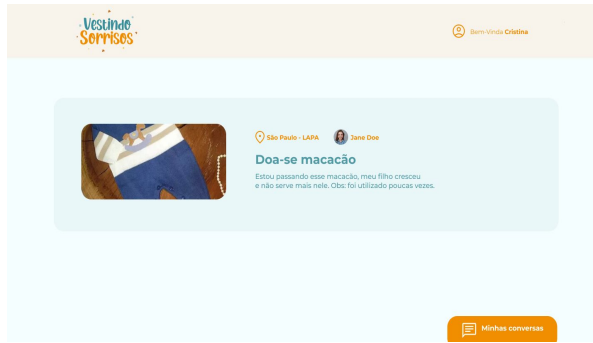 Vestindo
Sorrisos
Bem-Vinda Cristina
São Paulo - LAPA
Jane Doe
Doa-se macacão
Estou passando esse macacão, meu filho cresceu
e não serve mais nele. Obs: foi utilizado poucas vezes.
Minhas conversas